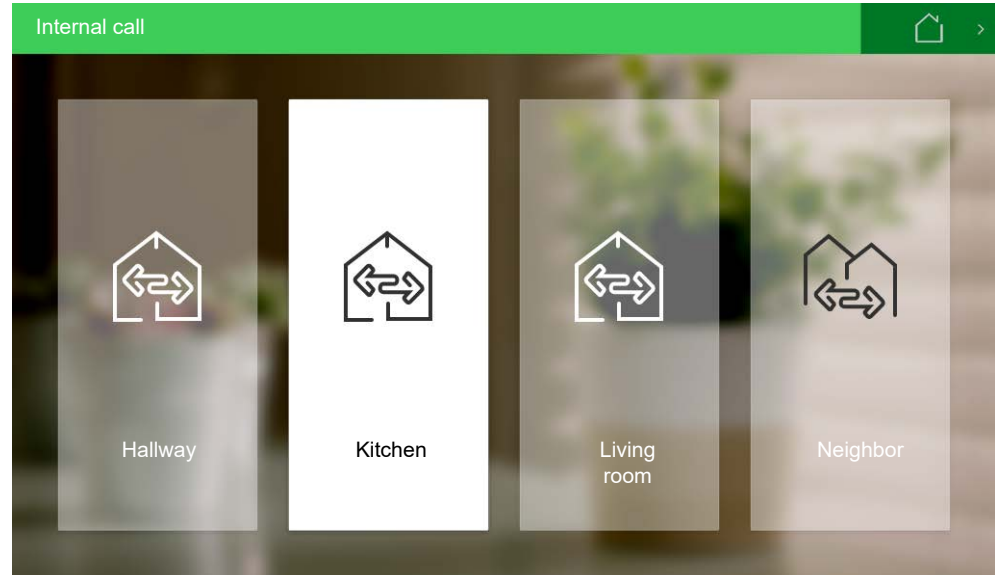 Internal call
Hallway
Kitchen
Living
room
Neighbor